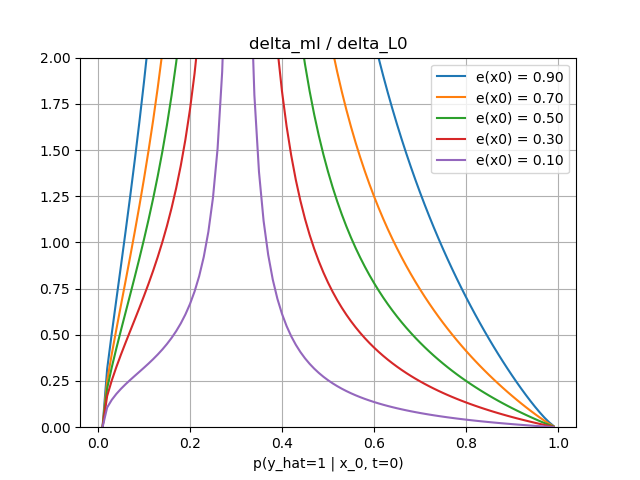 delta_ml / delta_L0
2.00
1.75
1.50
1.25
1.00
0.75
0.50
0.25
0.00
e(x0) = 0.90
e(x0) = 0.70
e(x0) = 0.50
e(x0) = 0.30
e(x0) = 0.10
0.0 0.2 0.4 0.6 0.8 1.0
p(y_hat=1 | x_0, t=0)